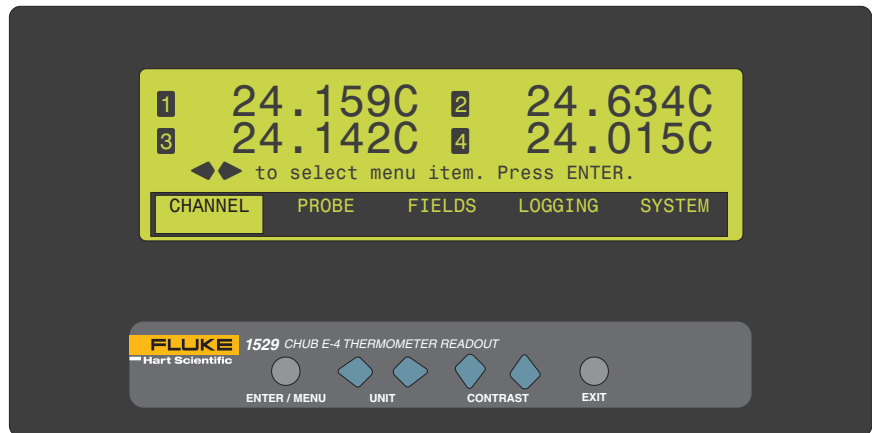 1 24.159C 2 24.634C
3 24.142C 4 24.015C
to select menu item. Press ENTER.
CHANNEL PROBE FIELDS LOGGING SYSTEM
FLUKE 1529 CHUB E-4 THERMOMETER READOUT
Hart Scientific
ENTER / MENU UNIT CONTRAST EXIT